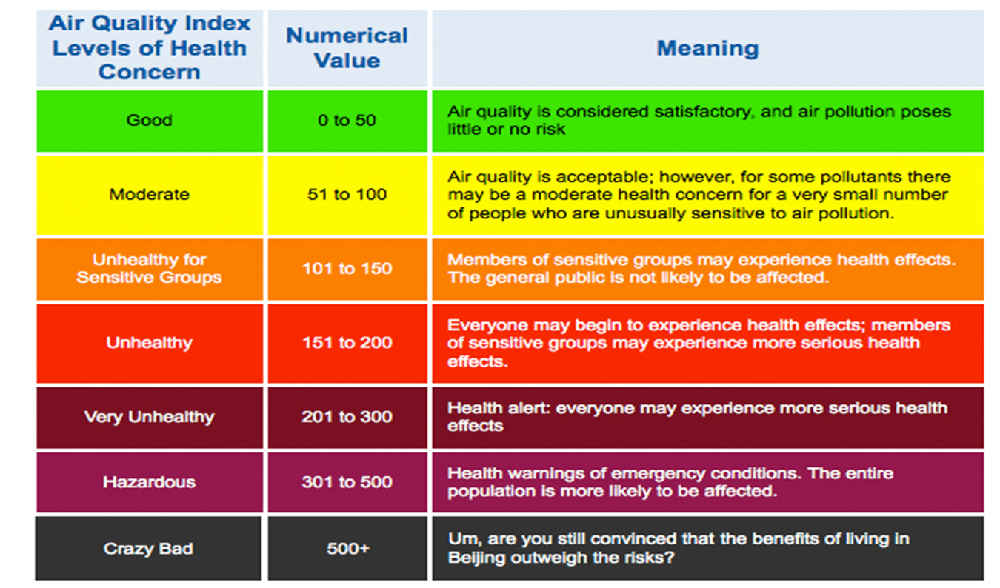 Air Quality Index
Levels of Health
Concern
Numerical
Value
Meaning
Good
0 to 50
Air quality is considered satisfactory, and air pollution poses
little or no risk
Moderate
51 to 100
Air quality is acceptable; however, for some pollutants there
may be a moderate health concern for a very small number
of people who are unusually sensitive to air pollution.
Unhealthy for
Sensitive Groups
101 to 150
Members of sensitive groups may experience health effects.
The general public is not likely to be affected.
Unhealthy
151 to 200
Everyone may begin to experience health effects; members
of sensitive groups may experience more serious health
effects.
Very Unhealthy
201 to 300
Health alert: everyone may experience more serious health
effects
Hazardous
301 to 500
Health warnings of emergency conditions. The entire
population is more likely to be affected.
Crazy Bad
500+
Um, are you still convinced that the benefits of living in
Beijing outweigh the risks?